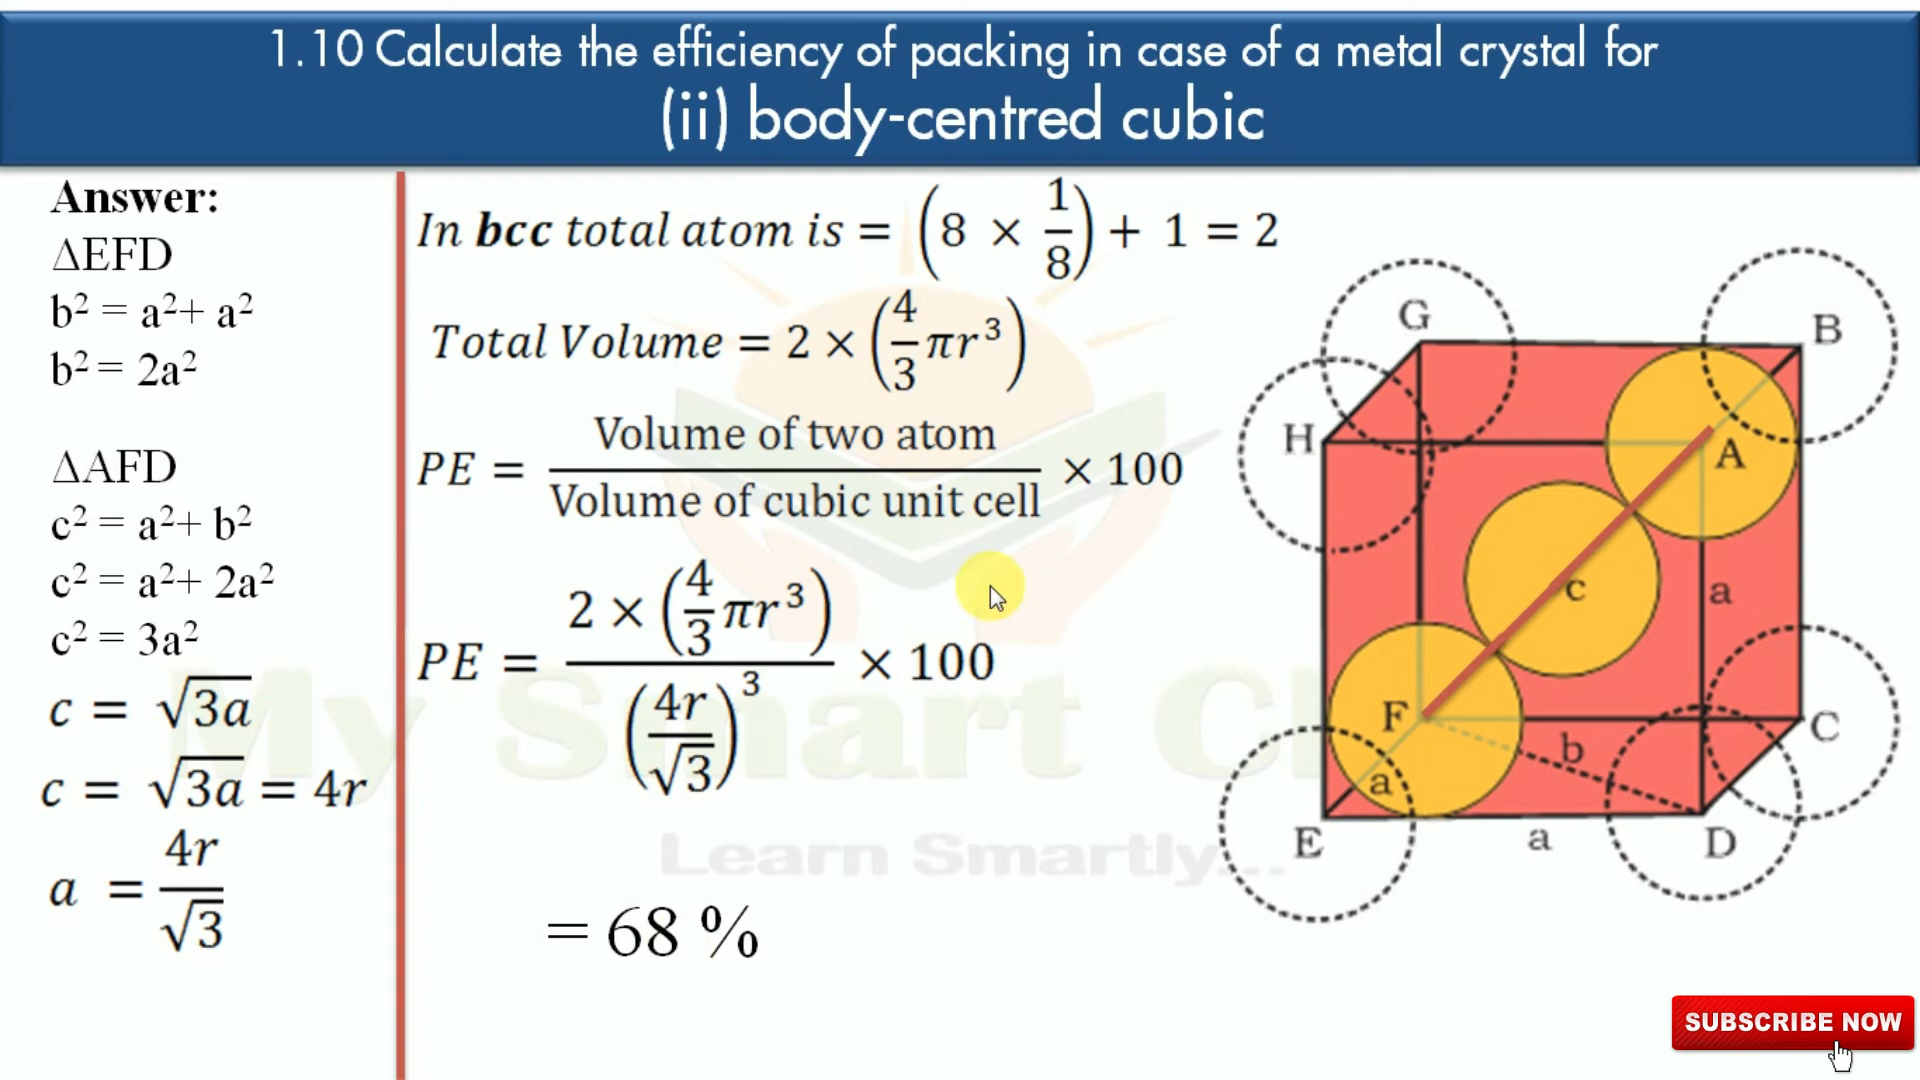 1.10 Calculate the efficiency of packing in case of a metal crystal for
(ii) body-centred cubic
Answer:
ΔEFD
b² = a²+ a²
b² = 2a²
ΔAFD
c² = a²+ b²
c² = a²+ 2a²
c² = 3a²
c = √3a
c = √3a = 4r
a = 4r/√3
In bcc total atom is = (8 × 1/8) + 1 = 2
Total Volume = 2 × (4/3 πr³)
PE = Volume of two atom / Volume of cubic unit cell × 100
PE = 2 × (4/3 πr³) / (4r/√3)³ × 100
= 68 %
G
B
H
A
c
a
F
C
b
a
E
a
D
My Smart Cl
Learn Smartly...
SUBSCRIBE NOW